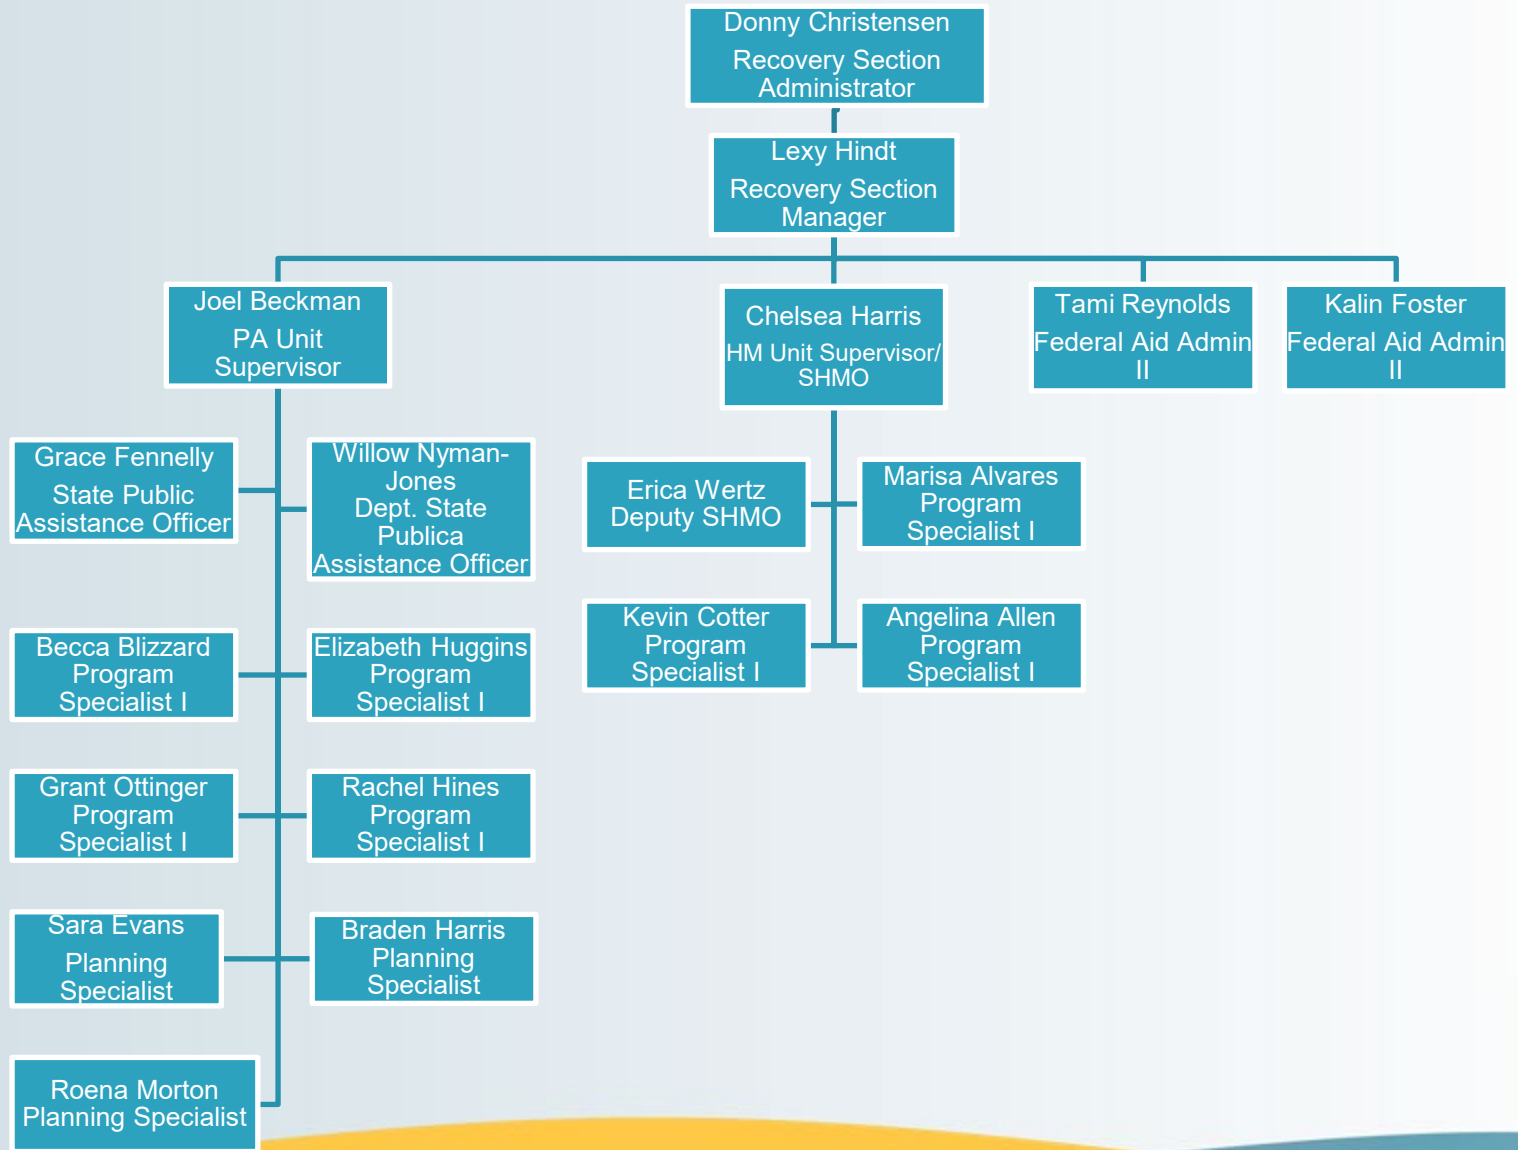 Donny Christensen
Recovery Section
Administrator
Lexy Hindt
Recovery Section
Manager
Joel Beckman
PA Unit
Supervisor
Chelsea Harris
HM Unit Supervisor/
SHMO
Tami Reynolds
Federal Aid Admin
II
Kalin Foster
Federal Aid Admin
II
Grace Fennelly
State Public
Assistance Officer
Willow Nyman-
Jones
Dept. State
Publica
Assistance Officer
Erica Wertz
Deputy SHMO
Marisa Alvares
Program
Specialist I
Becca Blizzard
Program
Specialist I
Elizabeth Huggins
Program
Specialist I
Kevin Cotter
Program
Specialist I
Angelina Allen
Program
Specialist I
Grant Ottinger
Program
Specialist I
Rachel Hines
Program
Specialist I
Sara Evans
Planning
Specialist
Braden Harris
Planning
Specialist
Roena Morton
Planning Specialist